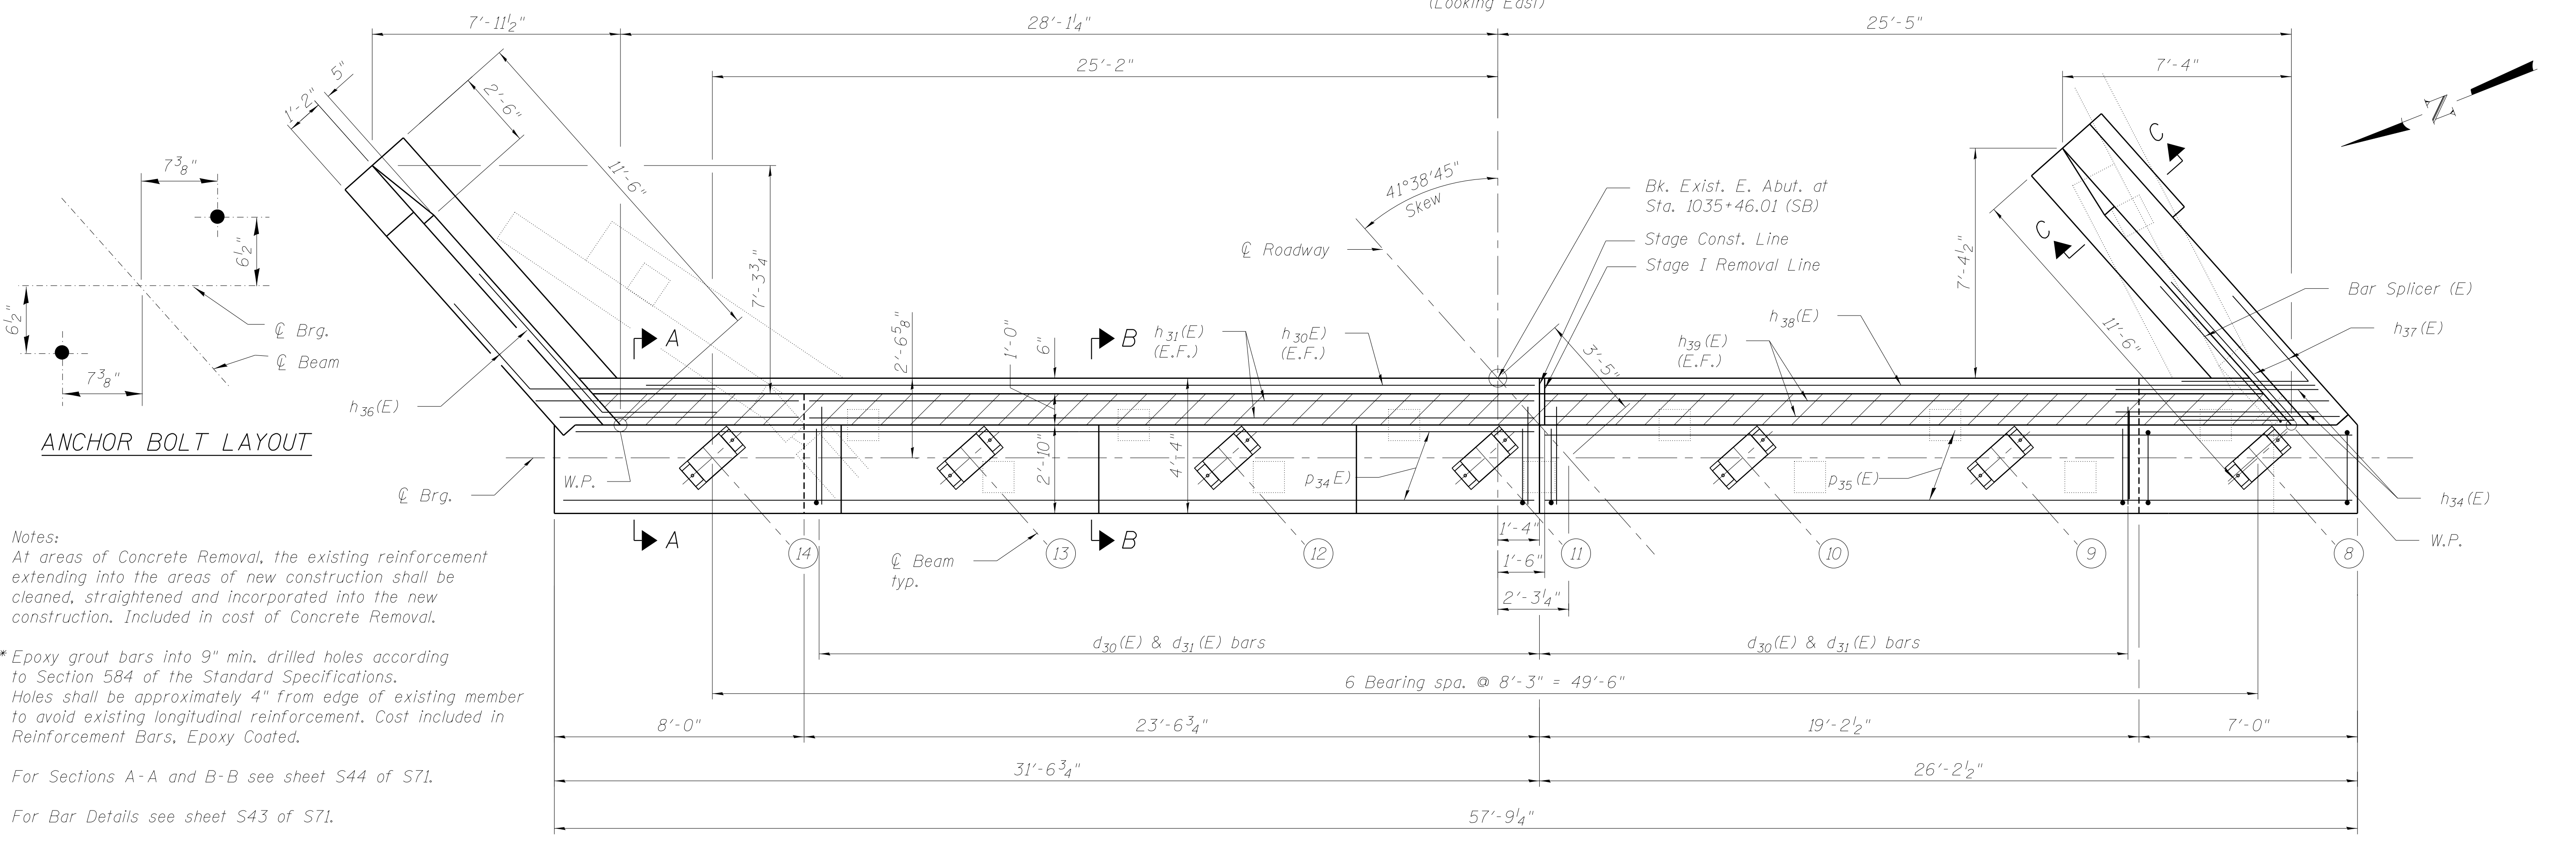 (Looking East)
7'-11½"
28'-1¼"
25'-5"
25'-2"
7'-4"
5"
1'-2"
2'-6"
11'-6"
N
C
C
7⅜"
6½"
6½"
7⅜"
℄ Brg.
℄ Beam
ANCHOR BOLT LAYOUT
41°38'45"
Skew
℄ Roadway
Bk. Exist. E. Abut. at
Sta. 1035+46.01 (SB)
Stage Const. Line
Stage I Removal Line
7'-3¾"
7'-4½"
11'-6"
Bar Splicer (E)
h37(E)
A
B
2'-6⅝"
1'-0"
6"
h31(E)
(E.F.)
h30E)
(E.F.)
3'-5"
h39(E)
(E.F.)
h38(E)
h36(E)
W.P.
℄ Brg.
2'-10"
4'-4"
p34E)
p35(E)
h34(E)
W.P.
A
B
℄ Beam
typ.
14
13
12
11
10
9
8
1'-4"
1'-6"
2'-3¼"
Notes:
At areas of Concrete Removal, the existing reinforcement
extending into the areas of new construction shall be
cleaned, straightened and incorporated into the new
construction. Included in cost of Concrete Removal.
* Epoxy grout bars into 9" min. drilled holes according
to Section 584 of the Standard Specifications.
Holes shall be approximately 4" from edge of existing member
to avoid existing longitudinal reinforcement. Cost included in
Reinforcement Bars, Epoxy Coated.
For Sections A-A and B-B see sheet S44 of S71.
For Bar Details see sheet S43 of S71.
d30(E) & d31(E) bars
d30(E) & d31(E) bars
6 Bearing spa. @ 8'-3" = 49'-6"
8'-0"
23'-6¾"
19'-2½"
7'-0"
31'-6¾"
26'-2½"
57'-9¼"